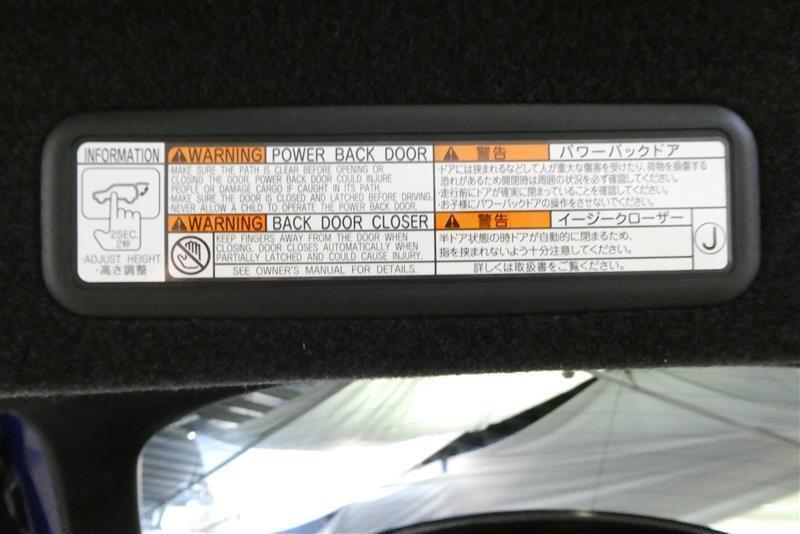 INFORMATION
2SEC.
2秒
·ADJUST HEIGHT
·高さ調整
WARNING POWER BACK DOOR
·MAKE SURE THE PATH IS CLEAR BEFORE OPENING OR
CLOSING THE DOOR. POWER BACK DOOR COULD INJURE
PEOPLE OR DAMAGE CARGO IF CAUGHT IN ITS PATH.
·MAKE SURE THE DOOR IS CLOSED AND LATCHED BEFORE DRIVING.
·NEVER ALLOW A CHILD TO OPERATE THE POWER BACK DOOR.
WARNING BACK DOOR CLOSER
KEEP FINGERS AWAY FROM THE DOOR WHEN
CLOSING. DOOR CLOSES AUTOMATICALLY WHEN
PARTIALLY LATCHED AND COULD CAUSE INJURY.
SEE OWNER'S MANUAL FOR DETAILS.
警告 パワーバックドア
·ドアには挟まれるなどして人が重大な傷害を受けたり、荷物を損傷する
恐れがあるため開閉時は周囲の状況を必ず確認してください。
·走行前にドアが確実に閉まっていることを確認してください。
·お子様にパワーバックドアの操作をさせないでください。
警告 イージークローザー
半ドア状態の時ドアが自動的に閉まるため、
指を挟まれないよう十分注意してください。
詳しくは取扱書をご覧ください。
J